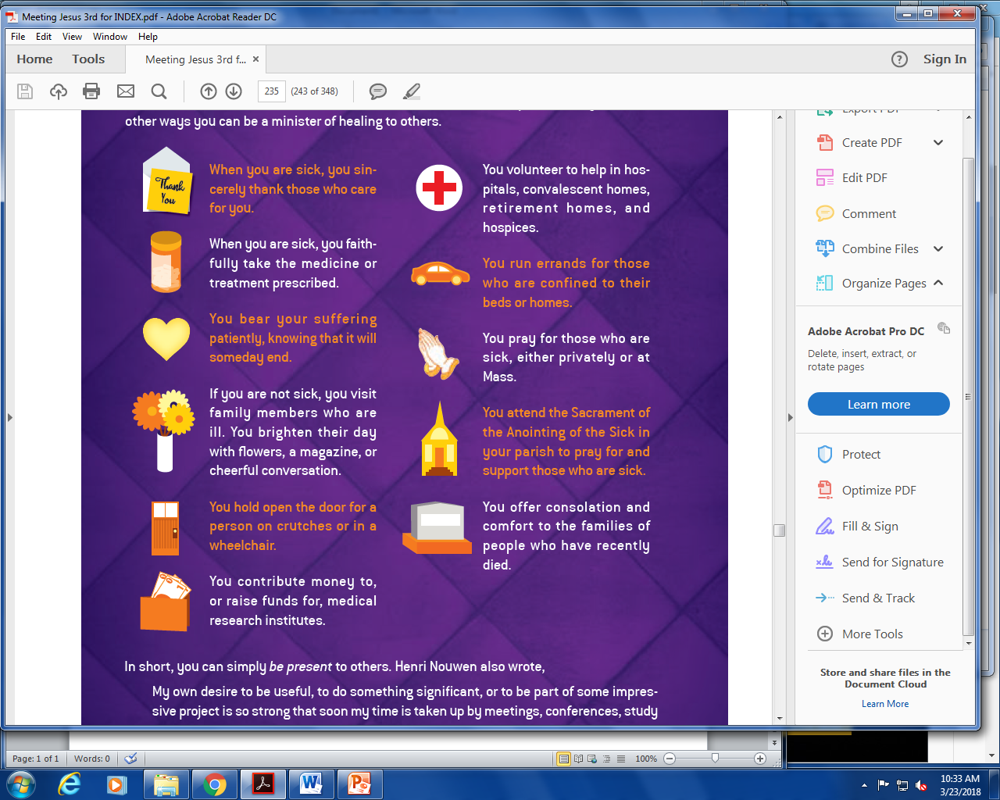 Meeting Jesus 3rd for INDEX.pdf - Adobe Acrobat Reader DC
File Edit View Window Help
Home Tools Meeting Jesus 3rd f... × ? Sign In
235 (243 of 348)
other ways you can be a minister of healing to others.
Thank
You
When you are sick, you sin-
cerely thank those who care
for you.
When you are sick, you faith-
fully take the medicine or
treatment prescribed.
You bear your suffering
patiently, knowing that it will
someday end.
If you are not sick, you visit
family members who are
ill. You brighten their day
with flowers, a magazine, or
cheerful conversation.
You hold open the door for a
person on crutches or in a
wheelchair.
You contribute money to,
or raise funds for, medical
research institutes.
You volunteer to help in hos-
pitals, convalescent homes,
retirement homes, and
hospices.
You run errands for those
who are confined to their
beds or homes.
You pray for those who are
sick, either privately or at
Mass.
You attend the Sacrament of
the Anointing of the Sick in
your parish to pray for and
support those who are sick.
You offer consolation and
comfort to the families of
people who have recently
died.
In short, you can simply be present to others. Henri Nouwen also wrote,
My own desire to be useful, to do something significant, or to be part of some impres-
sive project is so strong that soon my time is taken up by meetings, conferences, study
Export PDF
Create PDF
Edit PDF
Comment
Combine Files
Organize Pages
Adobe Acrobat Pro DC
Delete, insert, extract, or
rotate pages
Learn more
Protect
Optimize PDF
Fill & Sign
Send for Signature
Send & Track
More Tools
Store and share files in the
Document Cloud
Learn More
Page: 1 of 1 Words: 0 100%
10:33 AM
3/23/2018